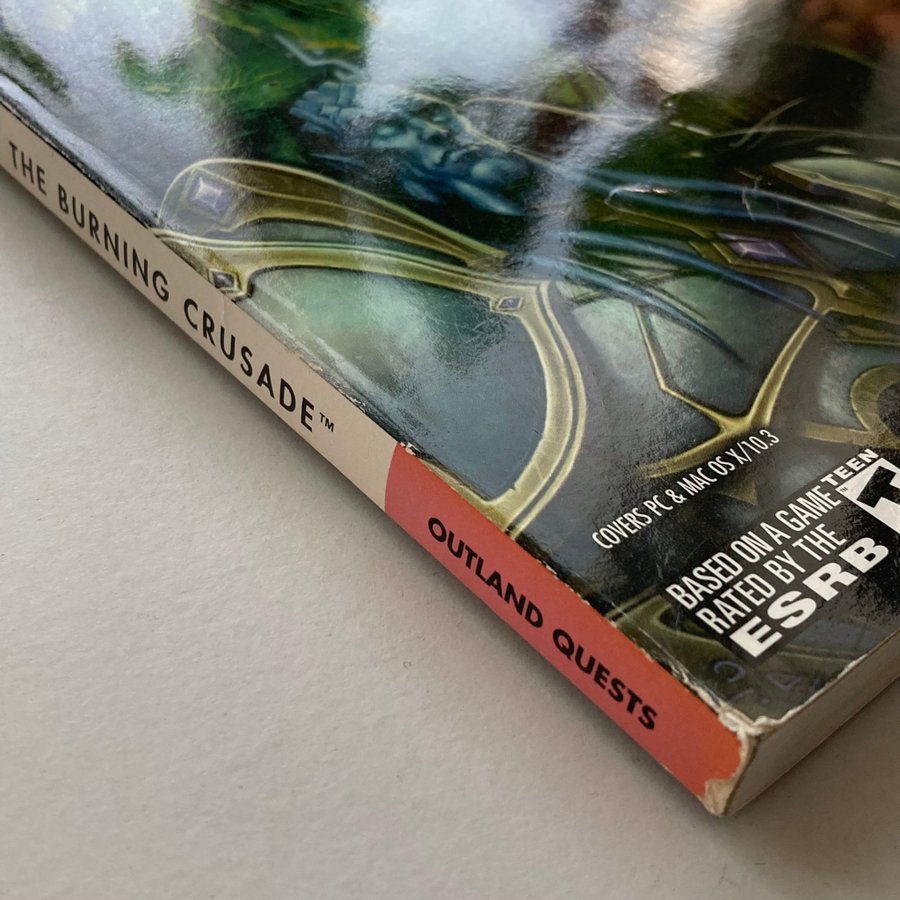 THE BURNING CRUSADE™
OUTLAND QUESTS
COVERS PC & MAC OS X/10.3
BASED ON A GAME
RATED BY THE
ESRB
TEEN
T